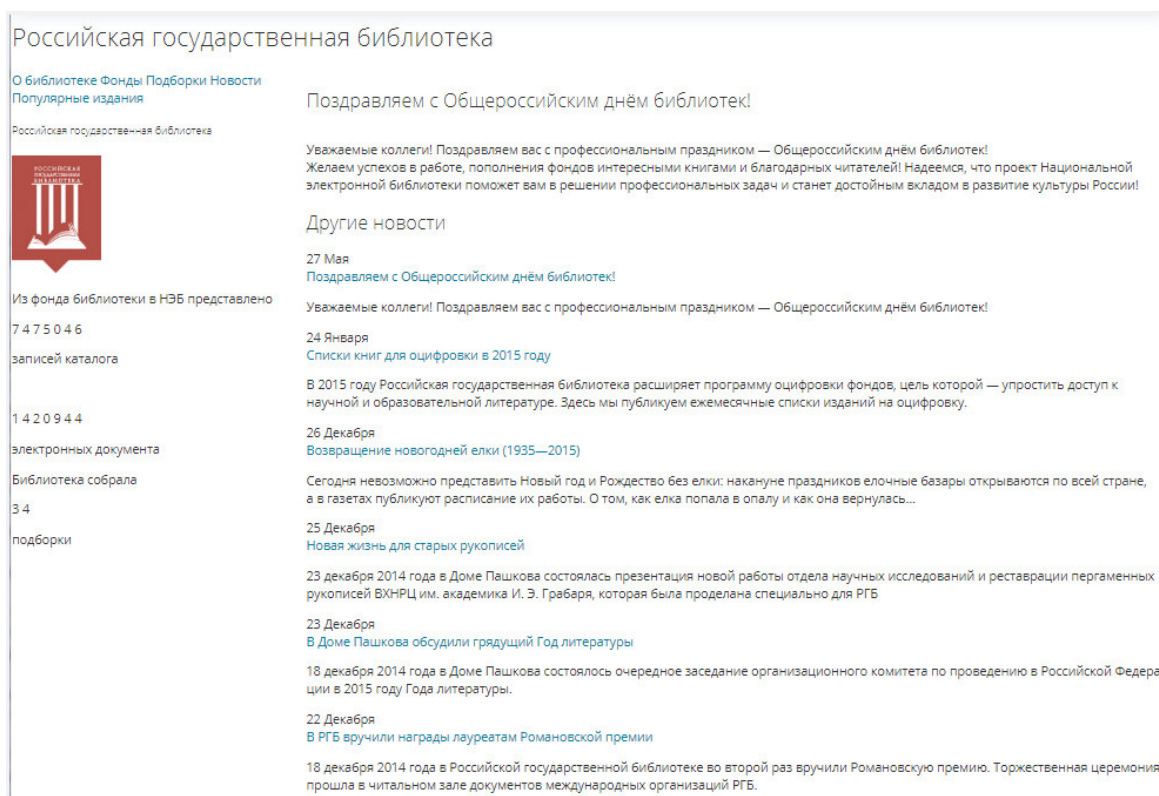 Российская государственная библиотека
О библиотеке Фонды Подборки Новости
Популярные издания
Российская государственная библиотека
РОССИЙСКАЯ
ГОСУДАРСТВЕННАЯ
БИБЛИОТЕКА
Из фонда библиотеки в НЭБ представлено
7 4 7 5 0 4 6
записей каталога
1 4 2 0 9 4 4
электронных документа
Библиотека собрала
3 4
подборки
Поздравляем с Общероссийским днём библиотек!
Уважаемые коллеги! Поздравляем вас с профессиональным праздником — Общероссийским днём библиотек!
Желаем успехов в работе, пополнения фондов интересными книгами и благодарных читателей! Надеемся, что проект Национальной
электронной библиотеки поможет вам в решении профессиональных задач и станет достойным вкладом в развитие культуры России!
Другие новости
27 Мая
Поздравляем с Общероссийским днём библиотек!
Уважаемые коллеги! Поздравляем вас с профессиональным праздником — Общероссийским днём библиотек!
24 Января
Списки книг для оцифровки в 2015 году
В 2015 году Российская государственная библиотека расширяет программу оцифровки фондов, цель которой — упростить доступ к
научной и образовательной литературе. Здесь мы публикуем ежемесячные списки изданий на оцифровку.
26 Декабря
Возвращение новогодней елки (1935—2015)
Сегодня невозможно представить Новый год и Рождество без елки: накануне праздников елочные базары открываются по всей стране,
а в газетах публикуют расписание их работы. О том, как елка попала в опалу и как она вернулась...
25 Декабря
Новая жизнь для старых рукописей
23 декабря 2014 года в Доме Пашкова состоялась презентация новой работы отдела научных исследований и реставрации пергаменных
рукописей ВХНРЦ им. академика И. Э. Грабаря, которая была проделана специально для РГБ
23 Декабря
В Доме Пашкова обсудили грядущий Год литературы
18 декабря 2014 года в Доме Пашкова состоялось очередное заседание организационного комитета по проведению в Российской Федера
ции в 2015 году Года литературы.
22 Декабря
В РГБ вручили награды лауреатам Романовской премии
18 декабря 2014 года в Российской государственной библиотеке во второй раз вручили Романовскую премию. Торжественная церемония
прошла в читальном зале документов международных организаций РГБ.